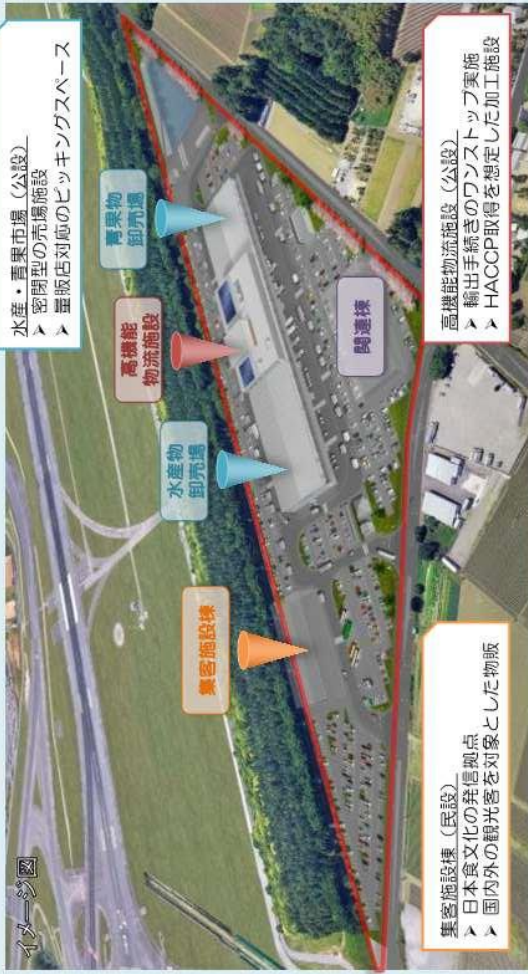 イメージ図
水産・青果市場（公設）
➤ 密閉型の売場施設
➤ 量販店対応のピッキングスペース
青果物
卸売場
高機能
物流施設
水産物
卸売場
集客施設棟
関連棟
集客施設棟（民設）
➤ 日本食文化の発信拠点
➤ 国内外の観光客を対象とした物販
高機能物流施設（公設）
➤ 輸出手続きのワンストップ実施
➤ HACCP取得を想定した加工施設